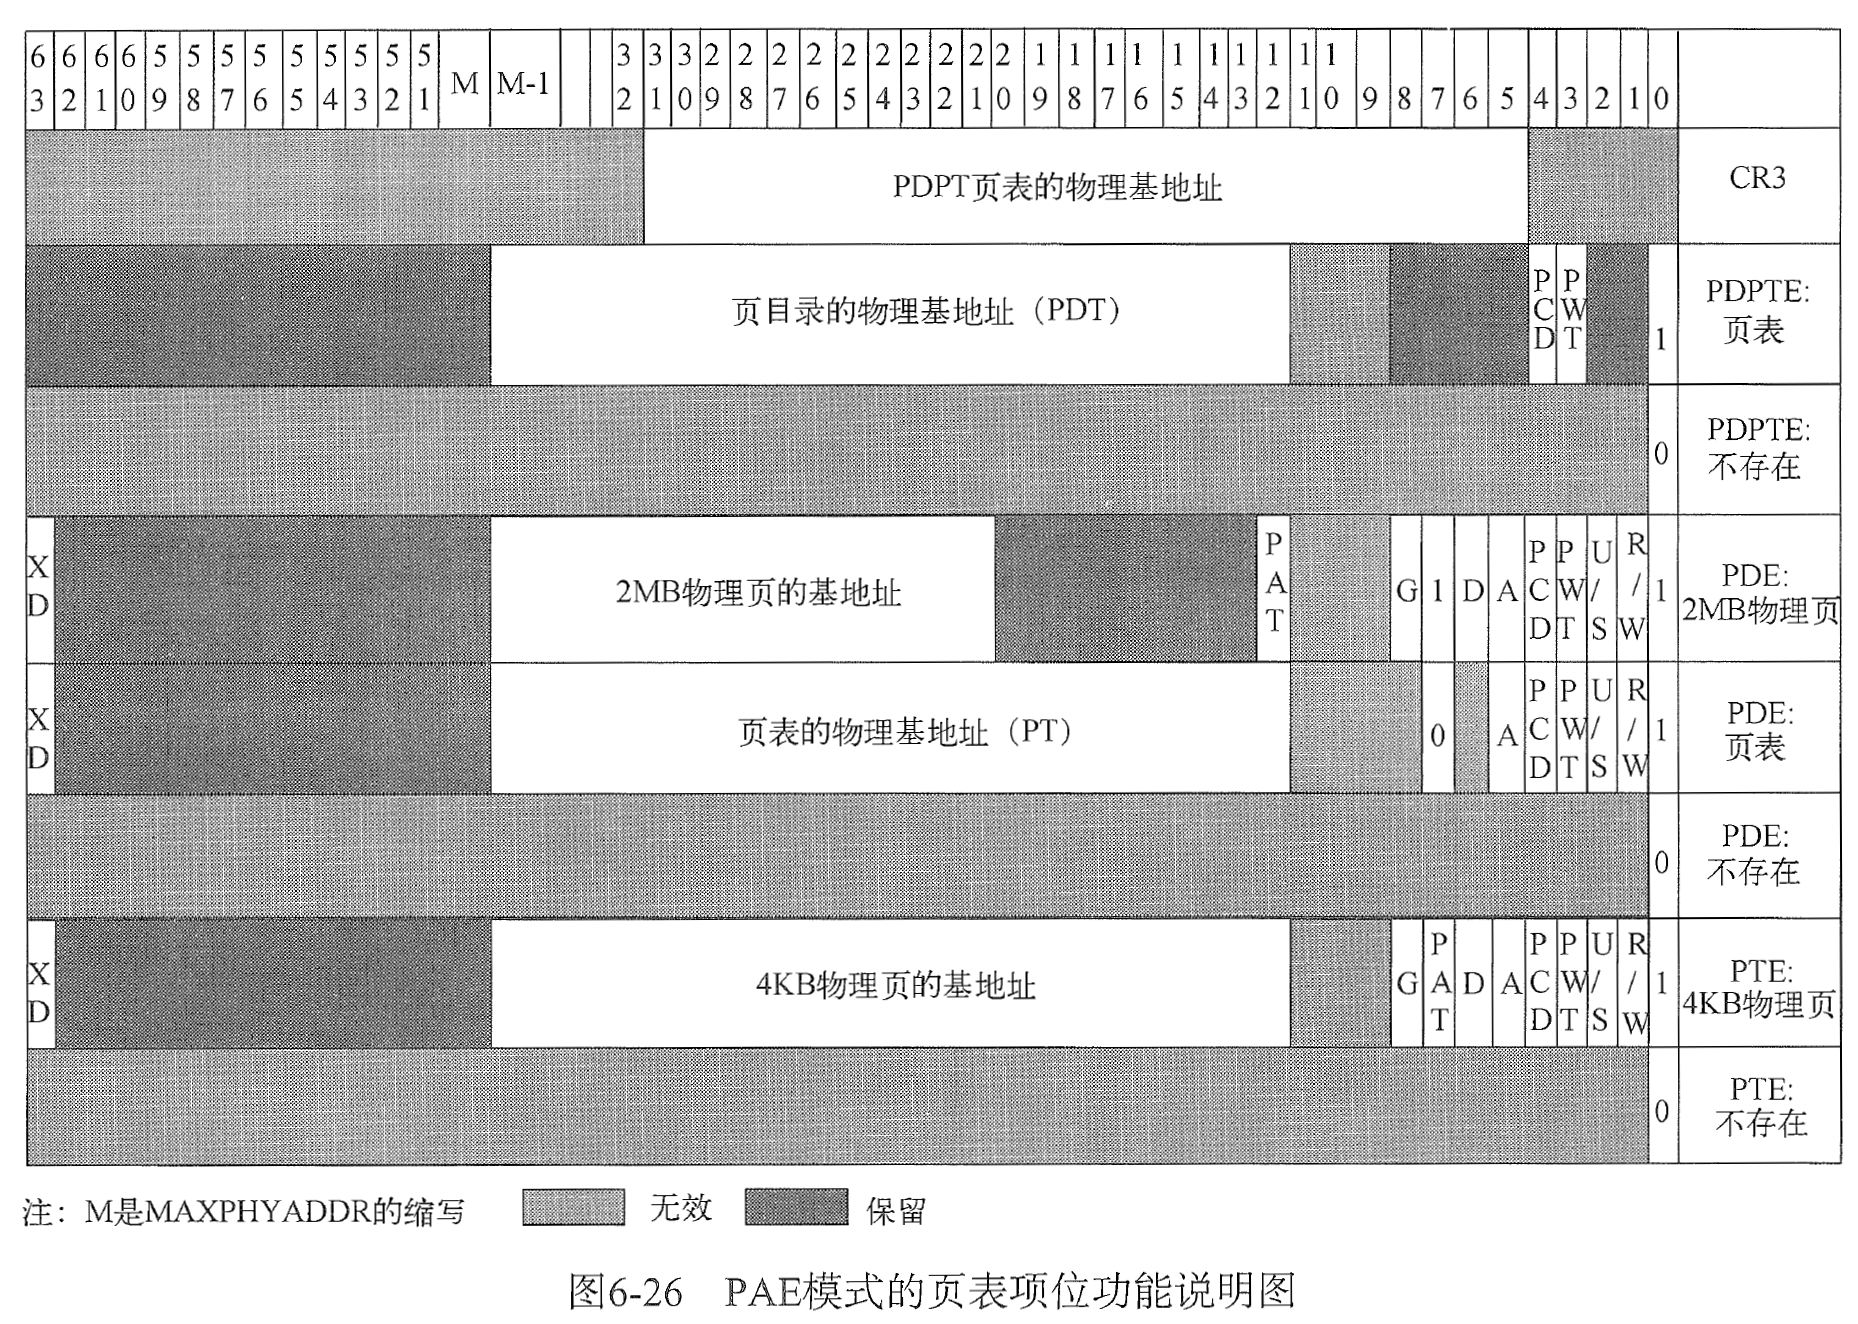 63 62 61 60 59 58 57 56 55 54 53 52 51 M M-1 32 31 30 29 28 27 26 25 24 23 22 21 20 19 18 17 16 15 14 13 12 11 10 9 8 7 6 5 4 3 2 1 0
PDPT页表的物理基地址 CR3
页目录的物理基地址（PDT） PCD PWT 1 PDPTE:
页表
0 PDPTE:
不存在
XD 2MB物理页的基地址 PAT G 1 D A PCD PWT U/S R/W 1 PDE:
2MB物理页
XD 页表的物理基地址（PT） 0 A PCD PWT U/S R/W 1 PDE:
页表
0 PDE:
不存在
XD 4KB物理页的基地址 G PAT D A PCD PWT U/S R/W 1 PTE:
4KB物理页
0 PTE:
不存在
注：M是MAXPHYADDR的缩写 无效 保留
图6-26 PAE模式的页表项位功能说明图